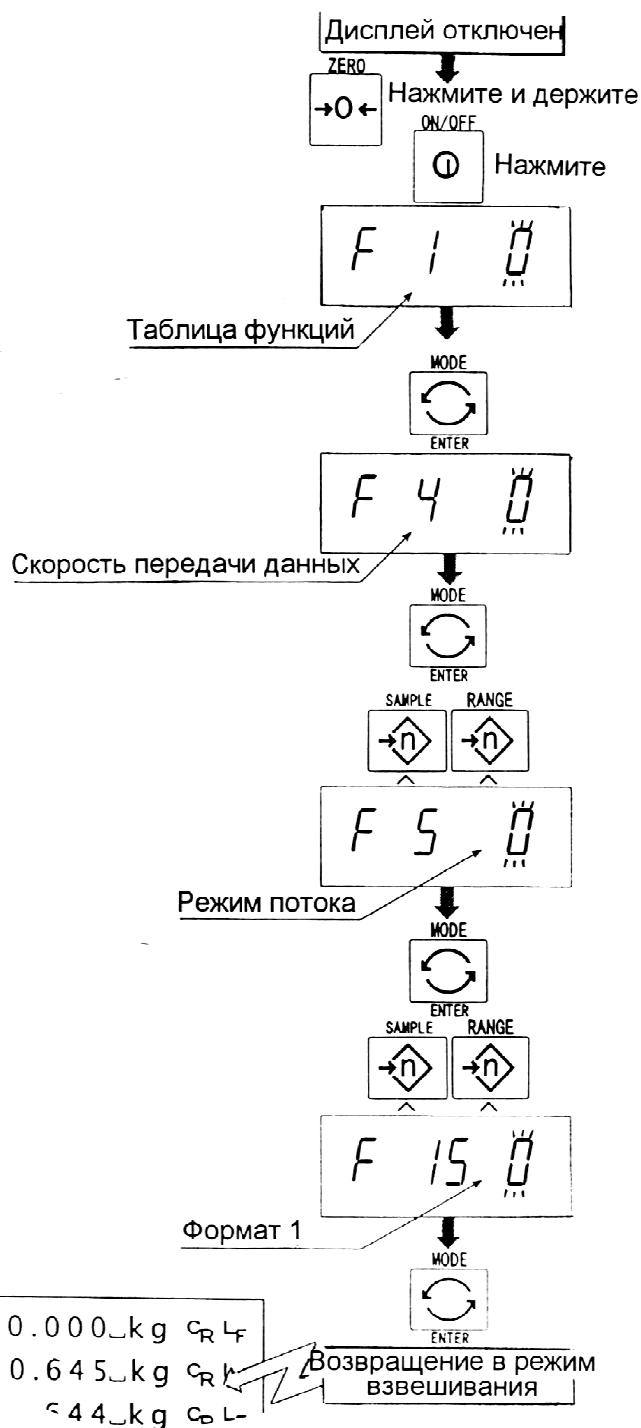 Дисплей отключен
ZERO
→0←
Нажмите и держите
ON/OFF
Нажмите
F 1 0
Таблица функций
MODE
ENTER
F 4 0
Скорость передачи данных
MODE
ENTER
SAMPLE RANGE
→n →n
F 5 0
Режим потока
MODE
ENTER
SAMPLE RANGE
→n →n
F 15 0
Формат 1
MODE
ENTER
0.000␣kg CR LF
0.645␣kg CR
Возвращение в режим
взвешивания
44␣kg